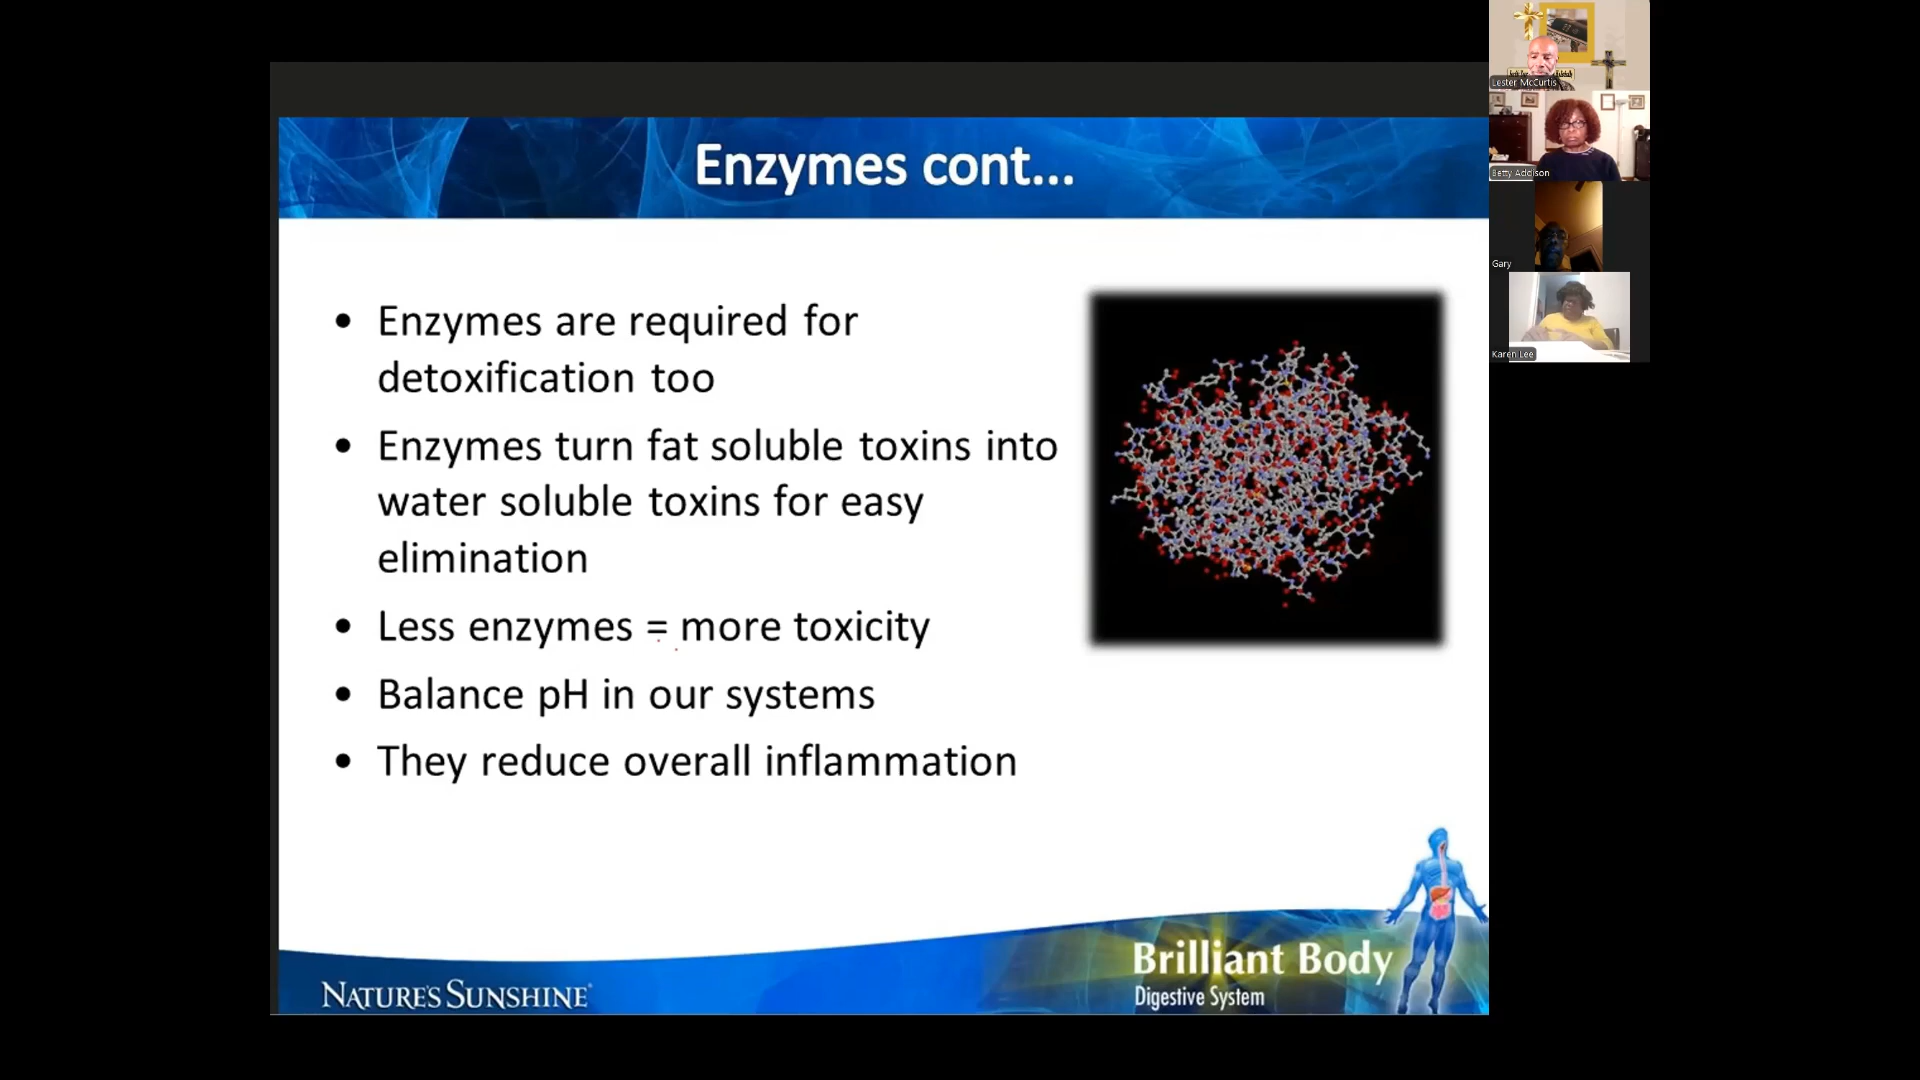 Enzymes cont...
• Enzymes are required for
detoxification too
• Enzymes turn fat soluble toxins into
water soluble toxins for easy
elimination
• Less enzymes = more toxicity
• Balance pH in our systems
• They reduce overall inflammation
NATURE'S SUNSHINE
Brilliant Body
Digestive System
Lester McCurtis
Betty Addison
Gary
Karen Lee